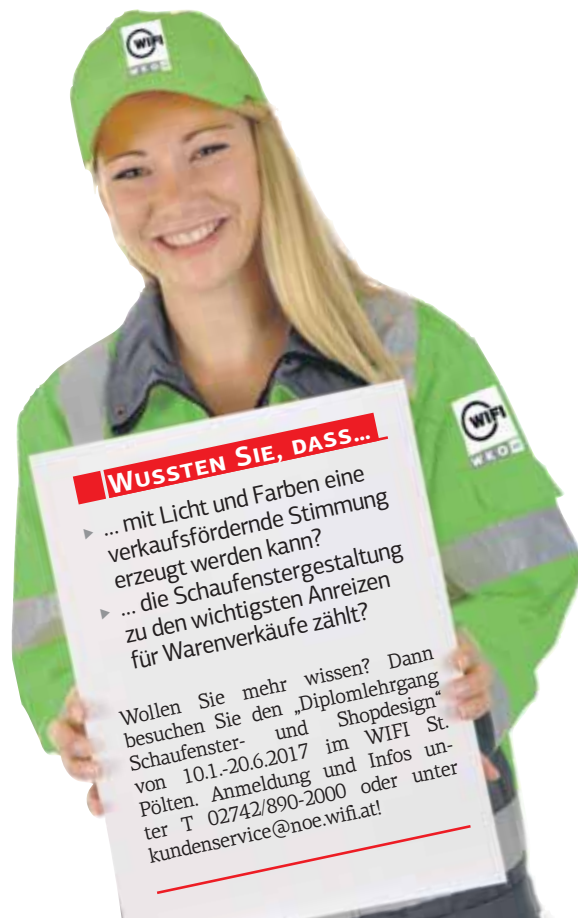 WIFI
WKO
WIFI
WKO
WUSSTEN SIE, DASS...
▸ ... mit Licht und Farben eine
verkaufsfördernde Stimmung
erzeugt werden kann?
▸ ... die Schaufenstergestaltung
zu den wichtigsten Anreizen
für Warenverkäufe zählt?
Wollen Sie mehr wissen? Dann
besuchen Sie den „Diplomlehrgang
Schaufenster- und Shopdesign“
von 10.1.-20.6.2017 im WIFI St.
Pölten. Anmeldung und Infos un-
ter T 02742/890-2000 oder unter
kundenservice@noe.wifi.at!